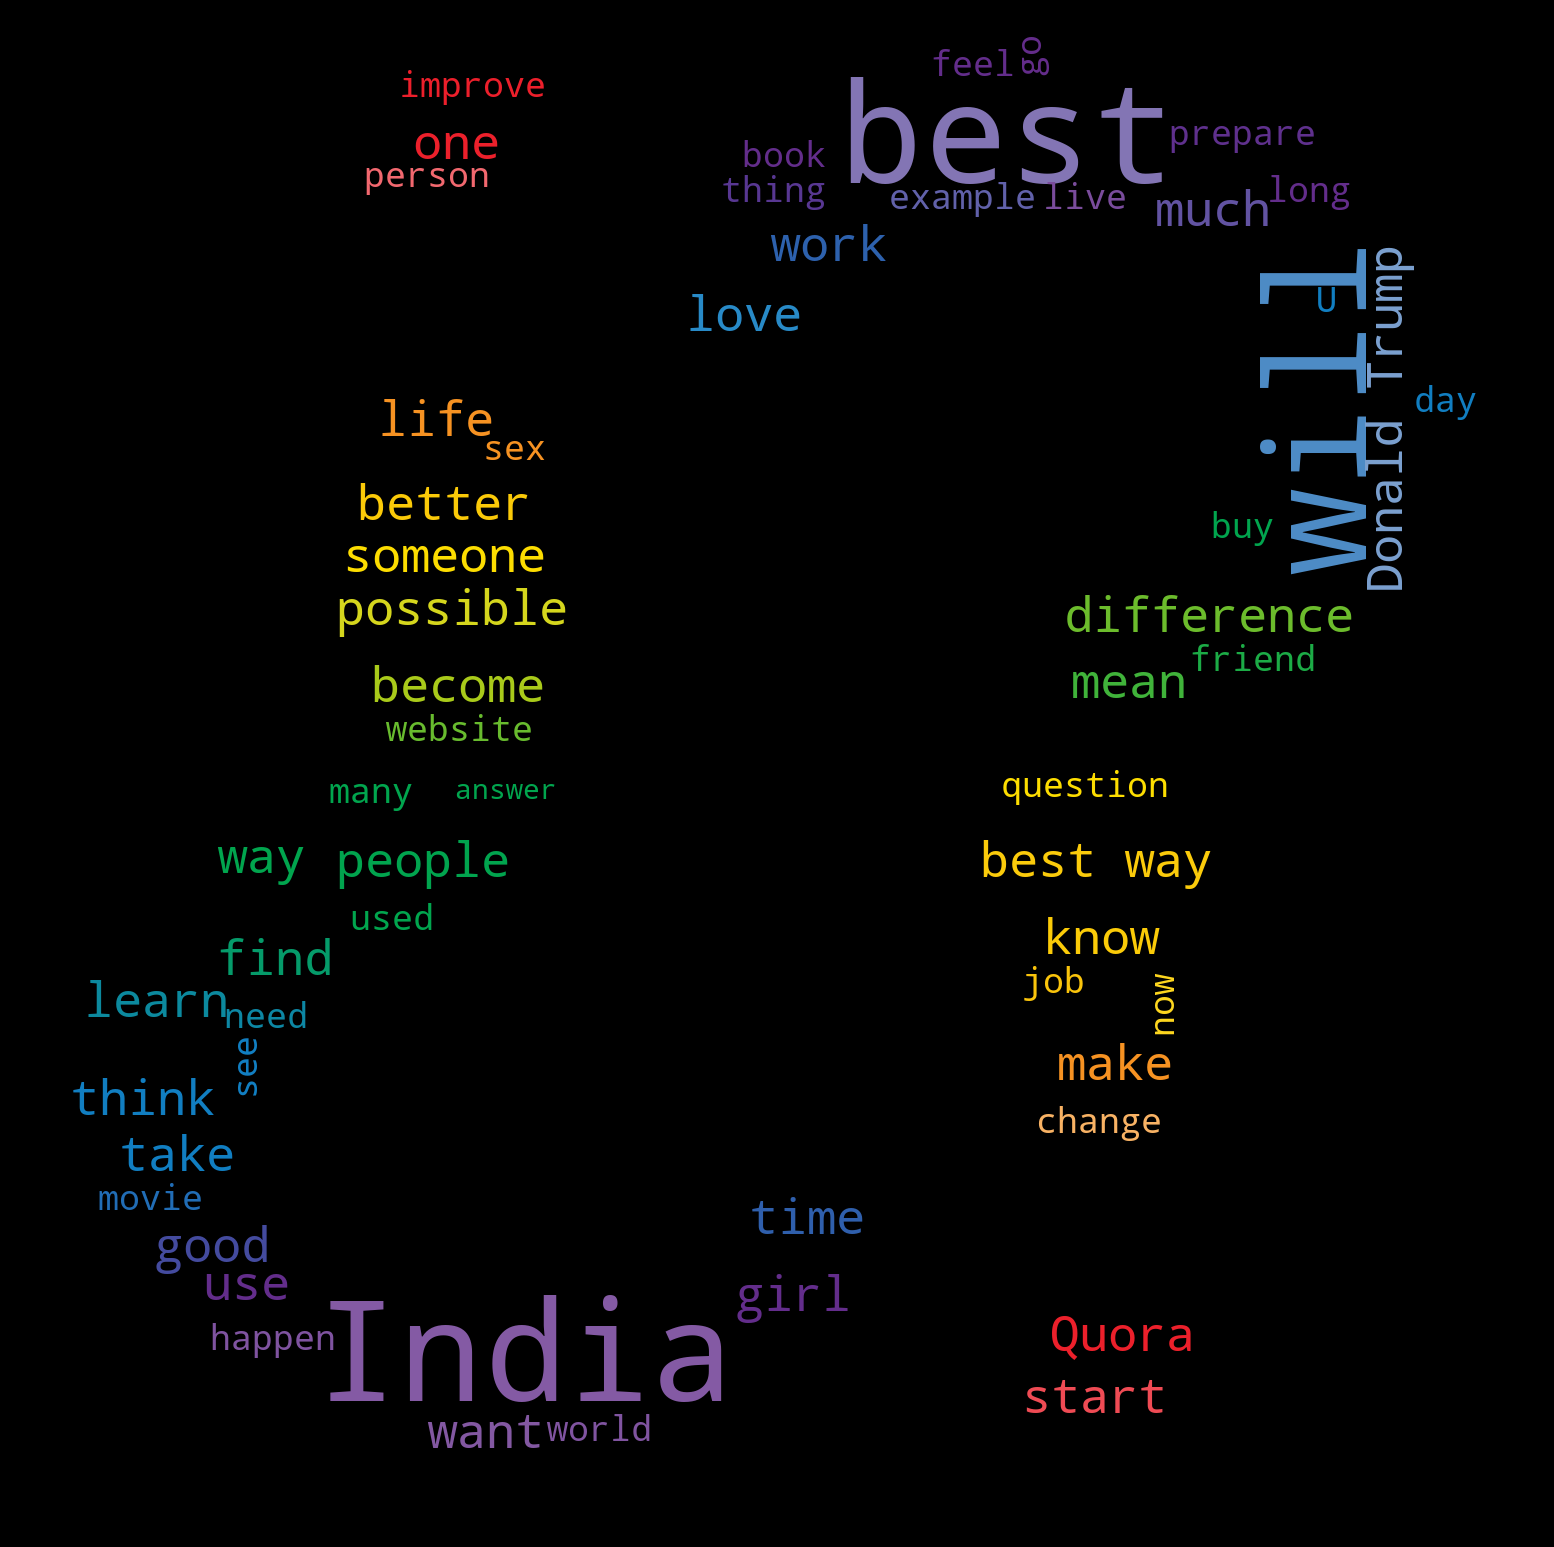 feel
go
improve
best
one
prepare
book
person
thing
example
live
long
much
work
will
Donald Trump
U
love
day
life
sex
better
buy
someone
possible
difference
friend
become
mean
website
many
answer
question
way
people
best way
used
know
find
job
now
learn
need
see
make
think
change
take
movie
time
good
use
girl
India
happen
Quora
start
want
world